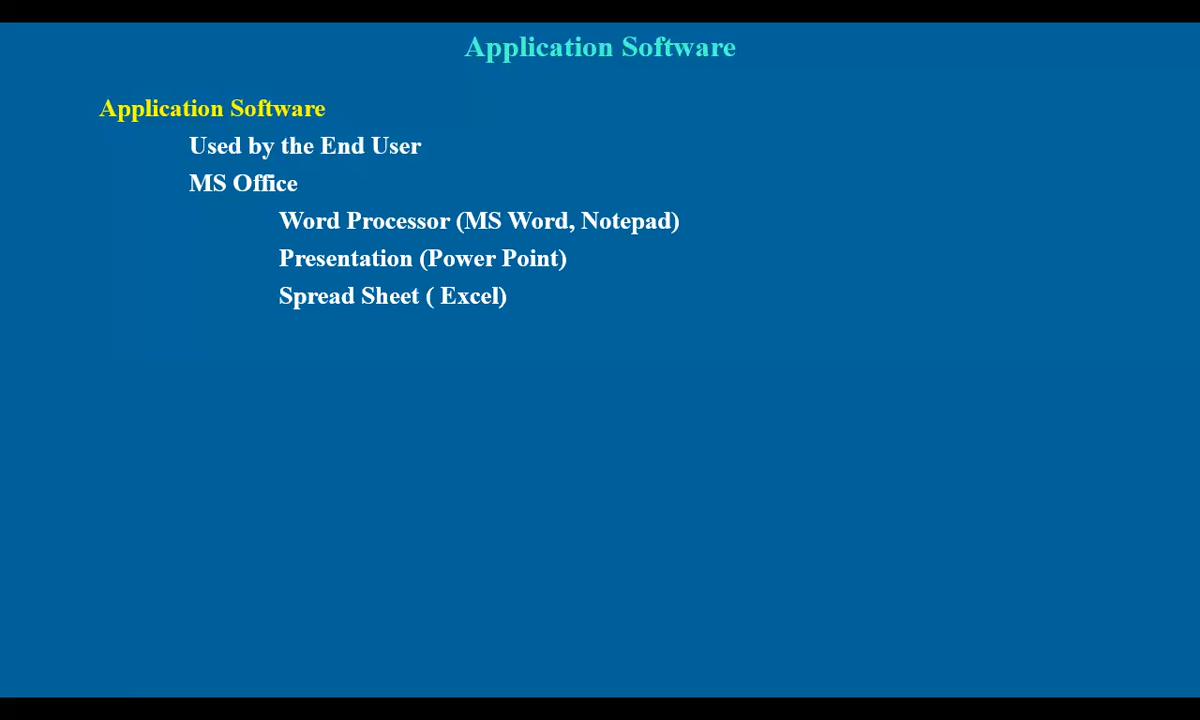 Application Software
Application Software
Used by the End User
MS Office
Word Processor (MS Word, Notepad)
Presentation (Power Point)
Spread Sheet ( Excel)